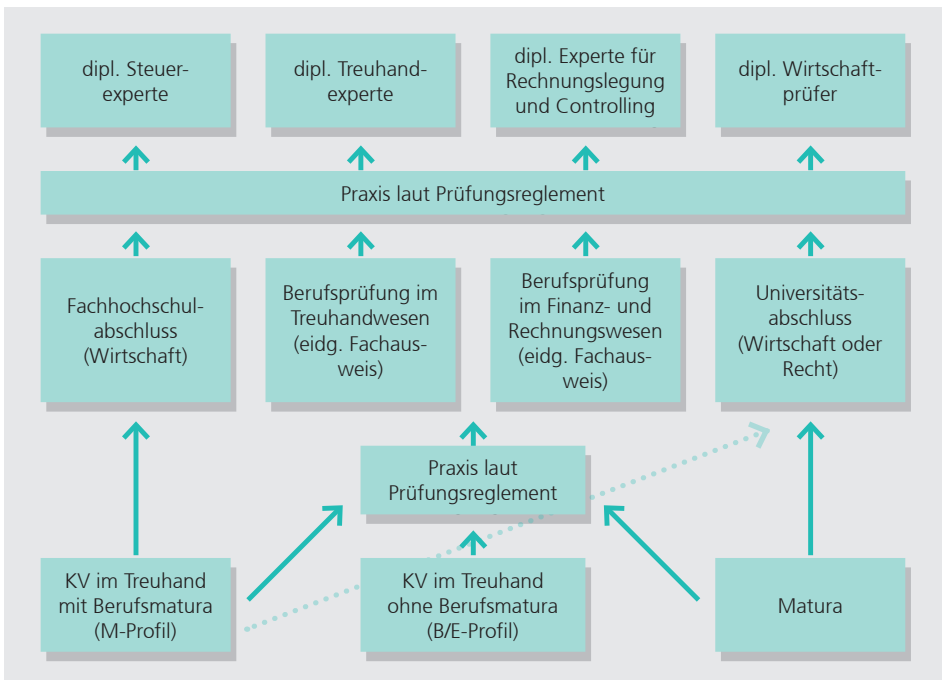 dipl. Steuer-
experte
dipl. Treuhand-
experte
dipl. Experte für
Rechnungslegung
und Controlling
dipl. Wirtschaft-
prüfer
Praxis laut Prüfungsreglement
Fachhochschul-
abschluss
(Wirtschaft)
Berufsprüfung im
Treuhandwesen
(eidg. Fachaus-
weis)
Berufsprüfung
im Finanz- und
Rechnungswesen
(eidg. Fachaus-
weis)
Universitäts-
abschluss
(Wirtschaft oder
Recht)
Praxis laut
Prüfungsreglement
KV im Treuhand
mit Berufsmatura
(M-Profil)
KV im Treuhand
ohne Berufsmatura
(B/E-Profil)
Matura